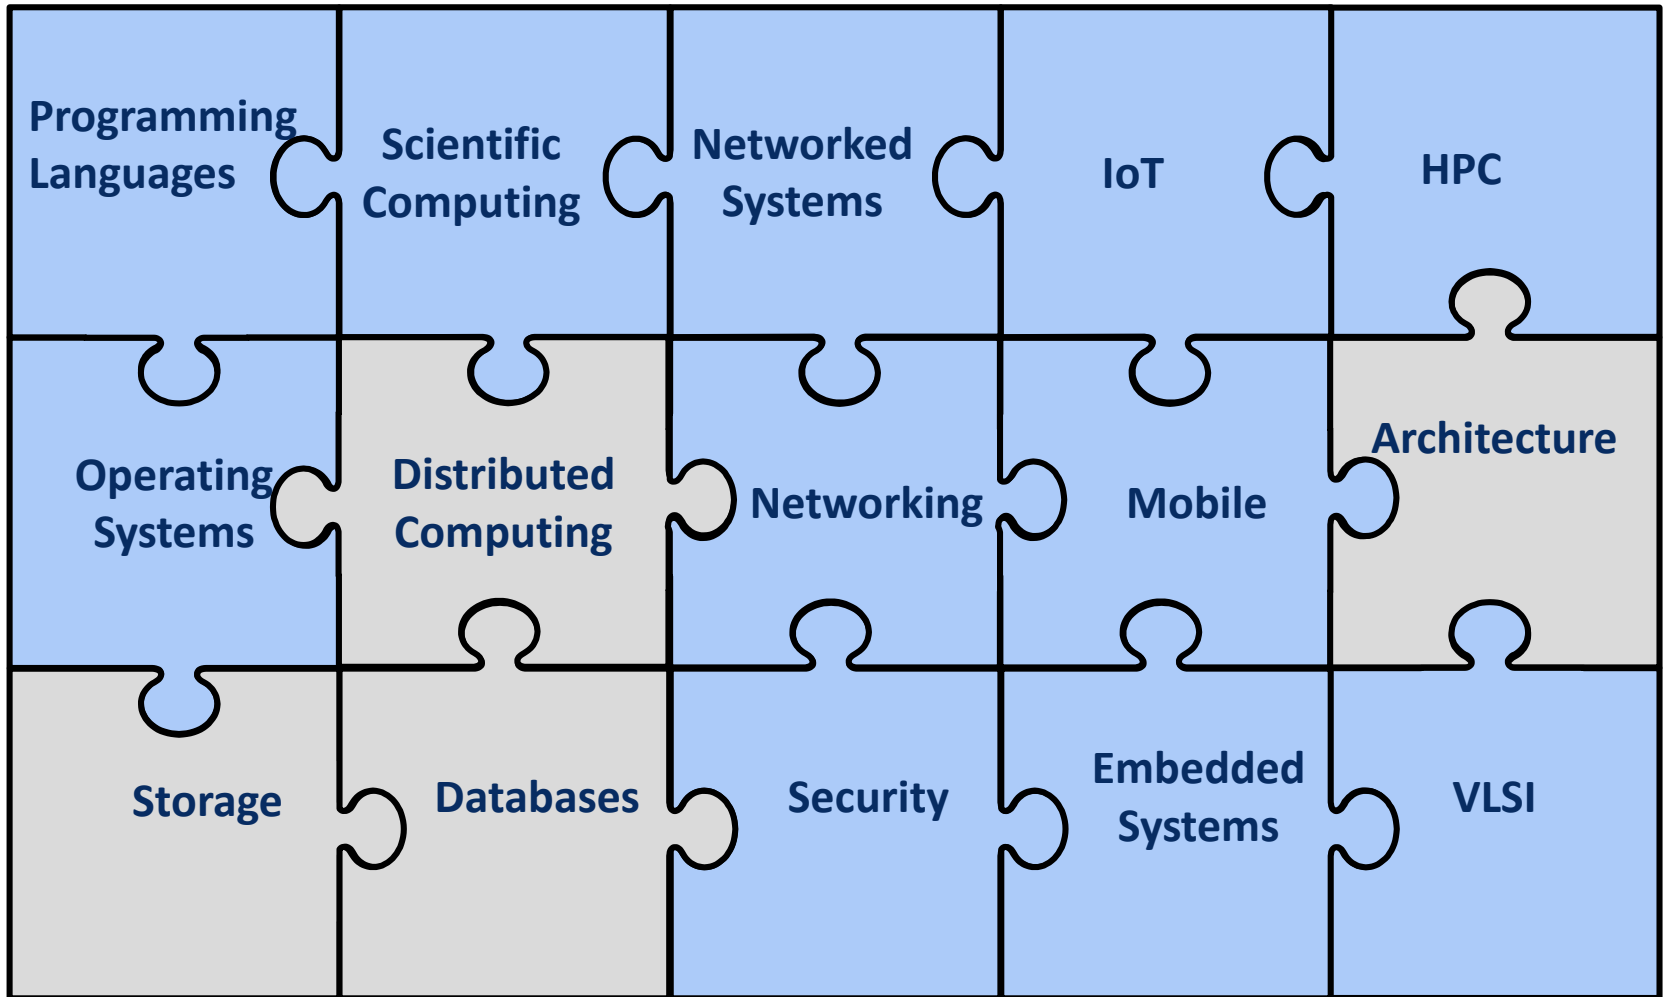 Programming
Languages
Scientific
Computing
Networked
Systems
IoT
HPC
Operating
Systems
Distributed
Computing
Networking
Mobile
Architecture
Storage
Databases
Security
Embedded
Systems
VLSI